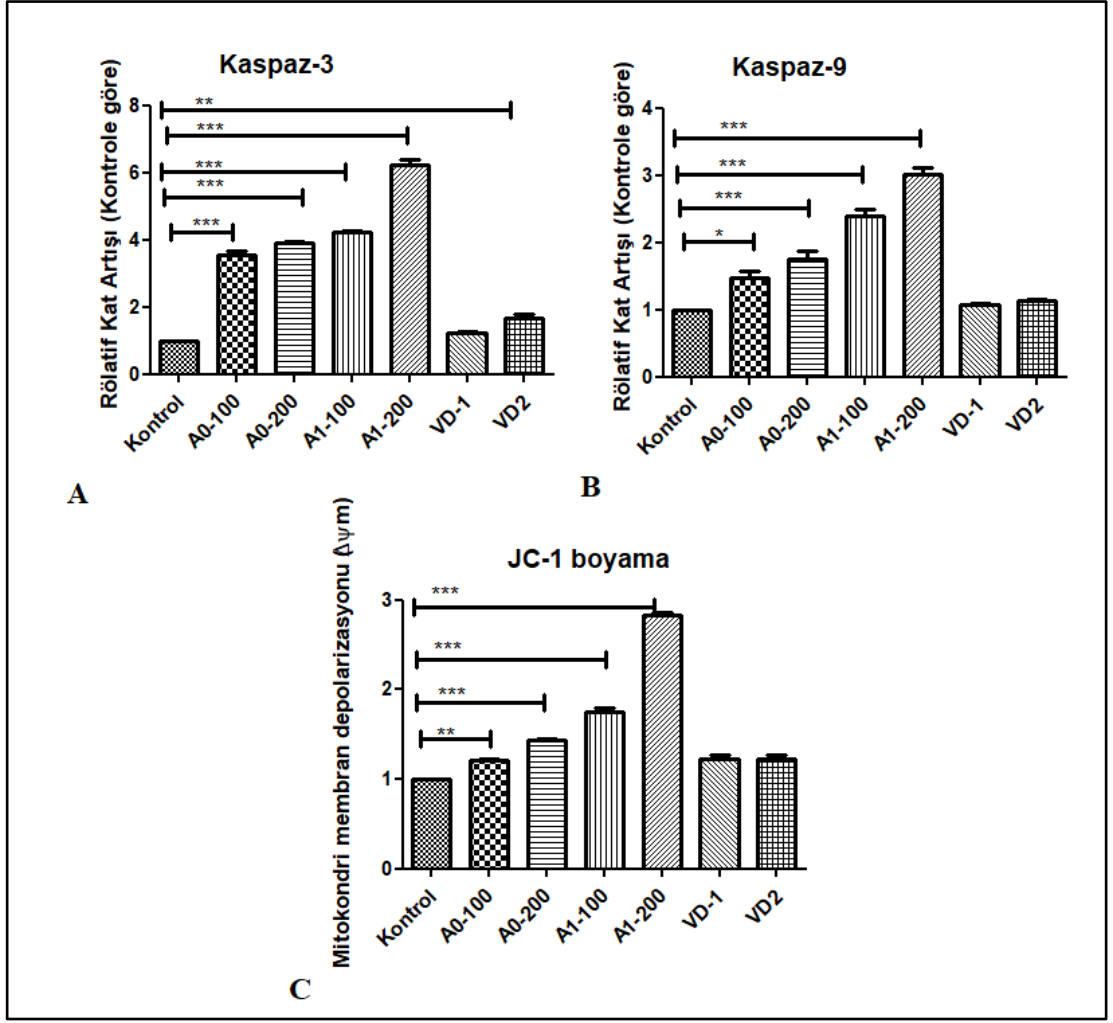 Kaspaz-3
Rölatif Kat Artışı (Kontrole göre)
8
6
4
2
0
**
***
***
***
***
Kontrol
A0-100
A0-200
A1-100
A1-200
VD-1
VD2
A
Kaspaz-9
Rölatif Kat Artışı (Kontrole göre)
4
3
2
1
0
***
***
***
*
Kontrol
A0-100
A0-200
A1-100
A1-200
VD-1
VD2
B
JC-1 boyama
Mitokondri membran depolarizasyonu (Δψm)
3
2
1
0
***
***
***
**
Kontrol
A0-100
A0-200
A1-100
A1-200
VD-1
VD2
C